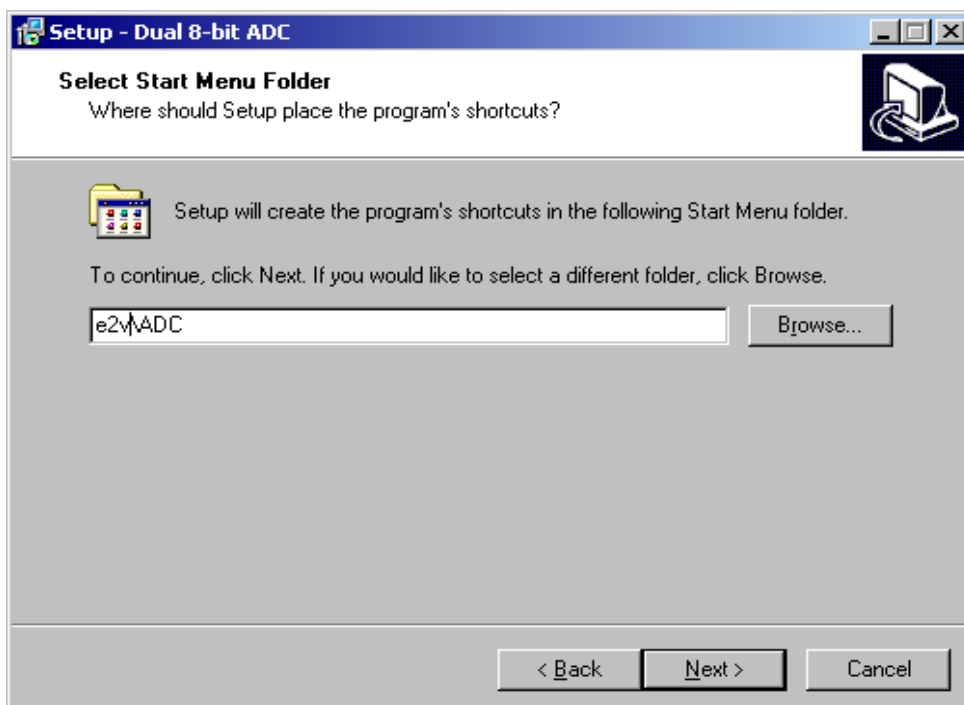 Setup - Dual 8-bit ADC
Select Start Menu Folder
Where should Setup place the program's shortcuts?
Setup will create the program's shortcuts in the following Start Menu folder.
To continue, click Next. If you would like to select a different folder, click Browse.
e2v\ADC
Browse...
< Back
Next >
Cancel